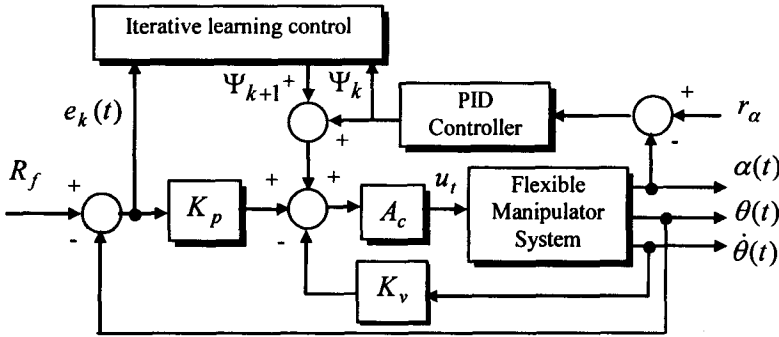 Iterative learning control
Ψ_{k+1} + Ψ_k
e_k(t)
PID
Controller
+
r_α
-
+
R_f
+
-
K_p
+
+
-
A_c
u_t
Flexible
Manipulator
System
α(t)
θ(t)
θ̇(t)
K_v